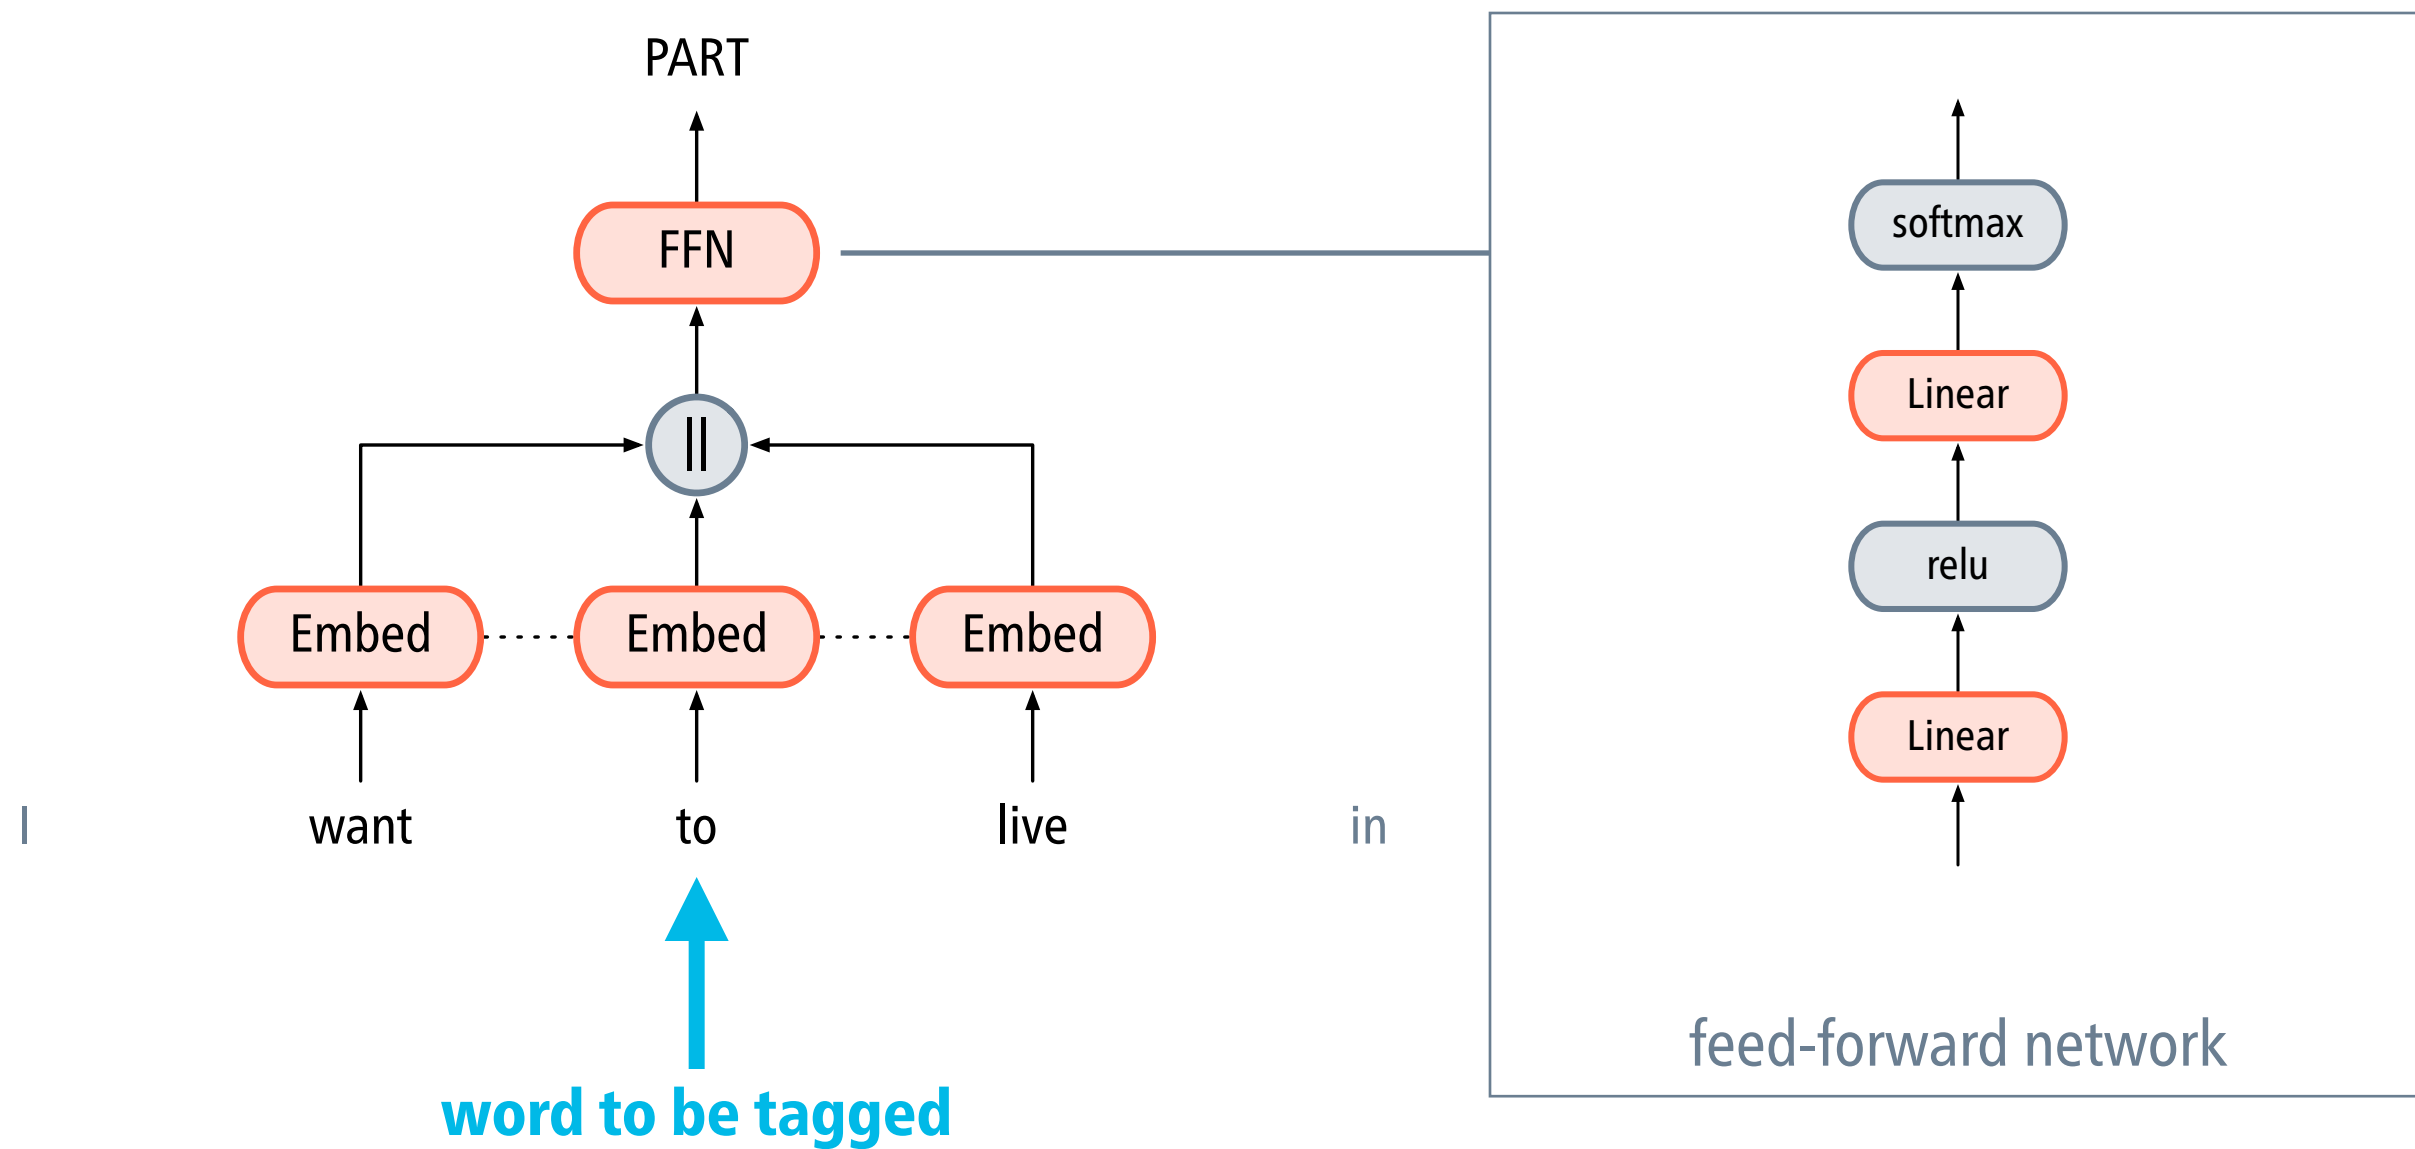 PART
FFN
||
Embed Embed Embed
I want to live in
word to be tagged
softmax
Linear
relu
Linear
feed-forward network